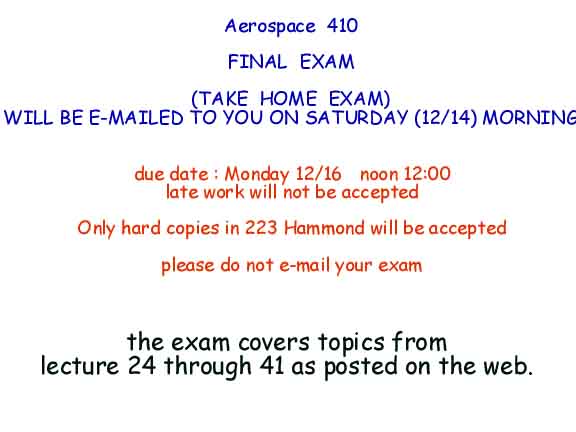 Aerospace 410
FINAL EXAM
(TAKE HOME EXAM)
WILL BE E-MAILED TO YOU ON SATURDAY (12/14) MORNING
due date : Monday 12/16 noon 12:00
late work will not be accepted
Only hard copies in 223 Hammond will be accepted
please do not e-mail your exam
the exam covers topics from
lecture 24 through 41 as posted on the web.